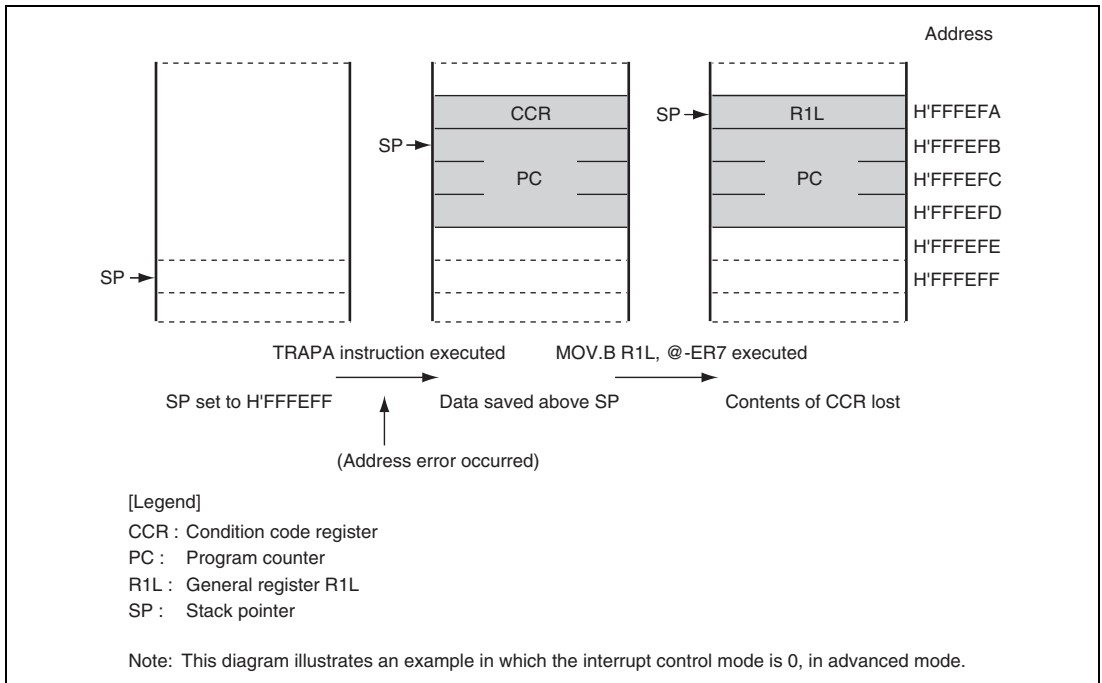 Address
CCR
SP
R1L
H'FFFEFA
SP
H'FFFEFB
PC
PC
H'FFFEFC
H'FFFEFD
H'FFFEFE
SP
H'FFFEFF
TRAPA instruction executed
MOV.B R1L, @-ER7 executed
SP set to H'FFFEFF
Data saved above SP
Contents of CCR lost
(Address error occurred)
[Legend]
CCR : Condition code register
PC : Program counter
R1L : General register R1L
SP : Stack pointer
Note: This diagram illustrates an example in which the interrupt control mode is 0, in advanced mode.